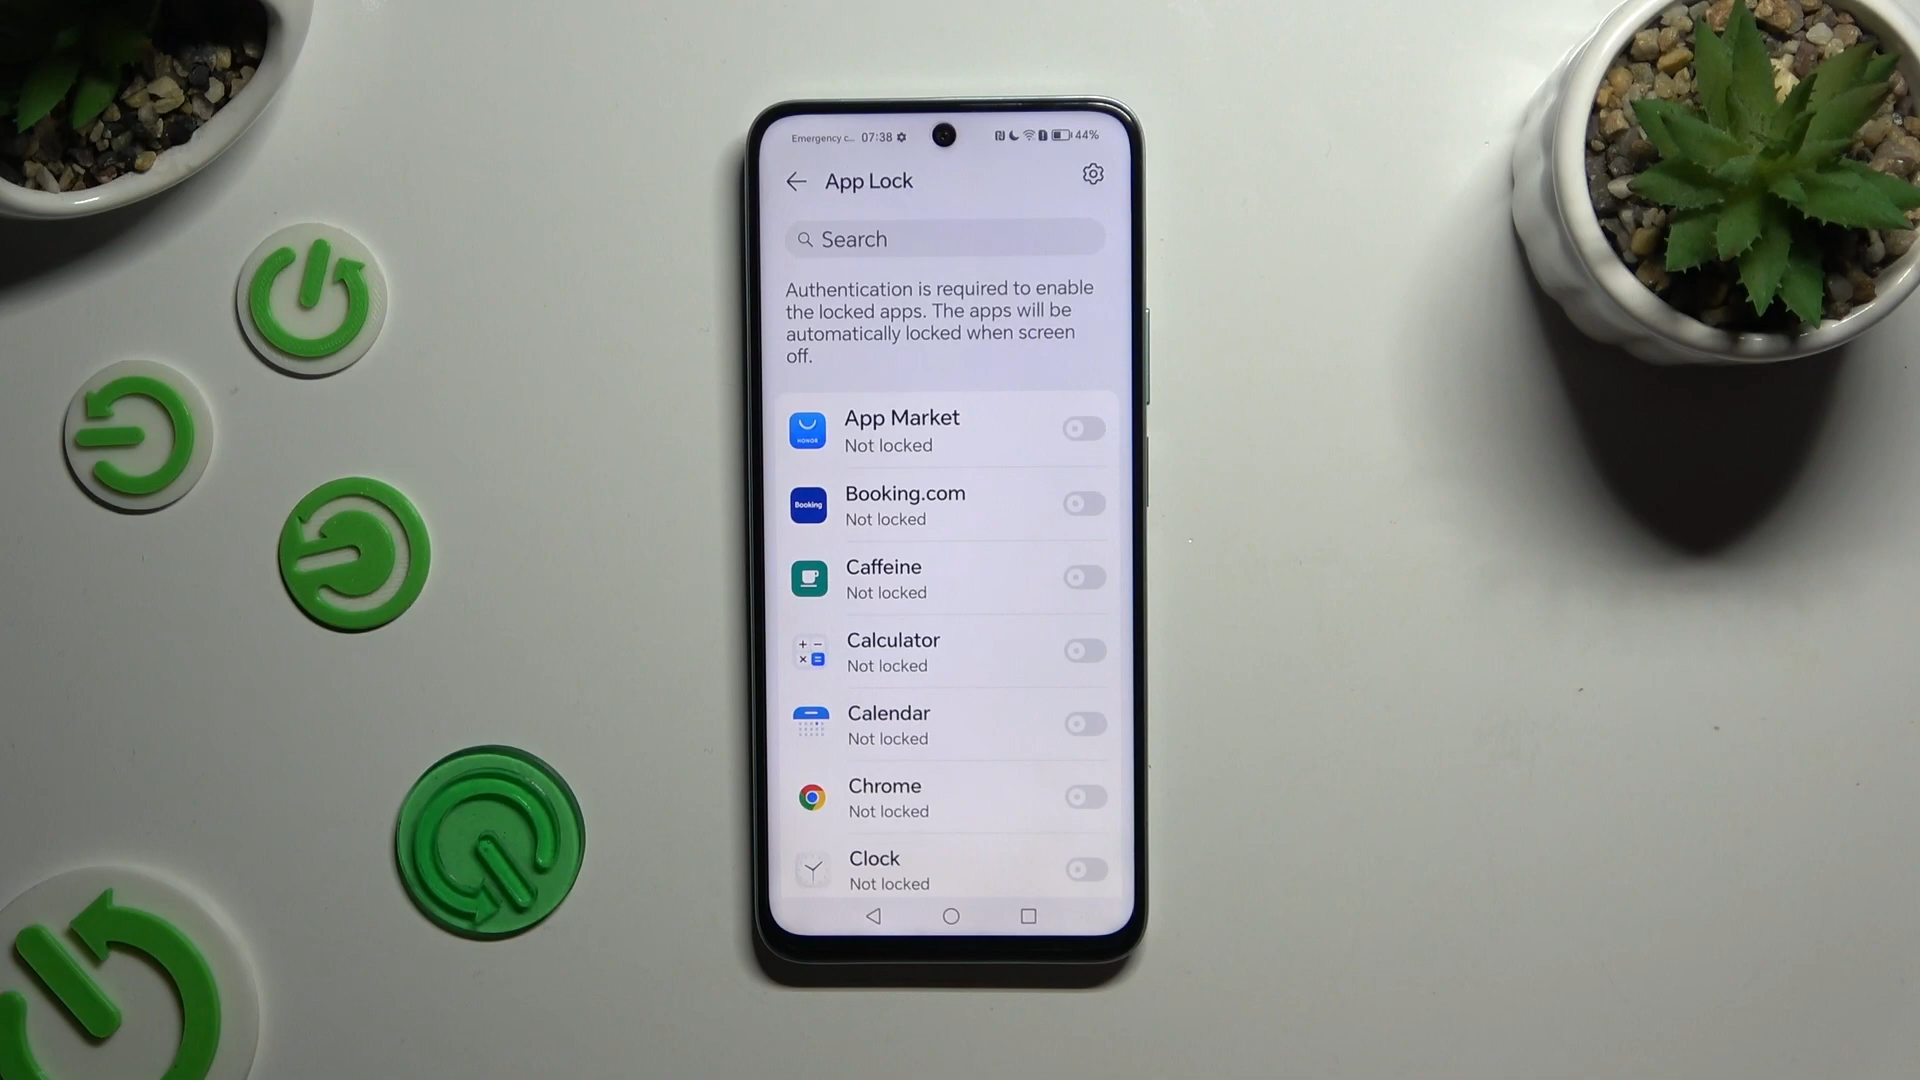 Emergency c... 07:38 44%
App Lock
Search
Authentication is required to enable
the locked apps. The apps will be
automatically locked when screen
off.
HONOR
App Market
Not locked
Booking
Booking.com
Not locked
Caffeine
Not locked
Calculator
Not locked
Calendar
Not locked
Chrome
Not locked
Clock
Not locked